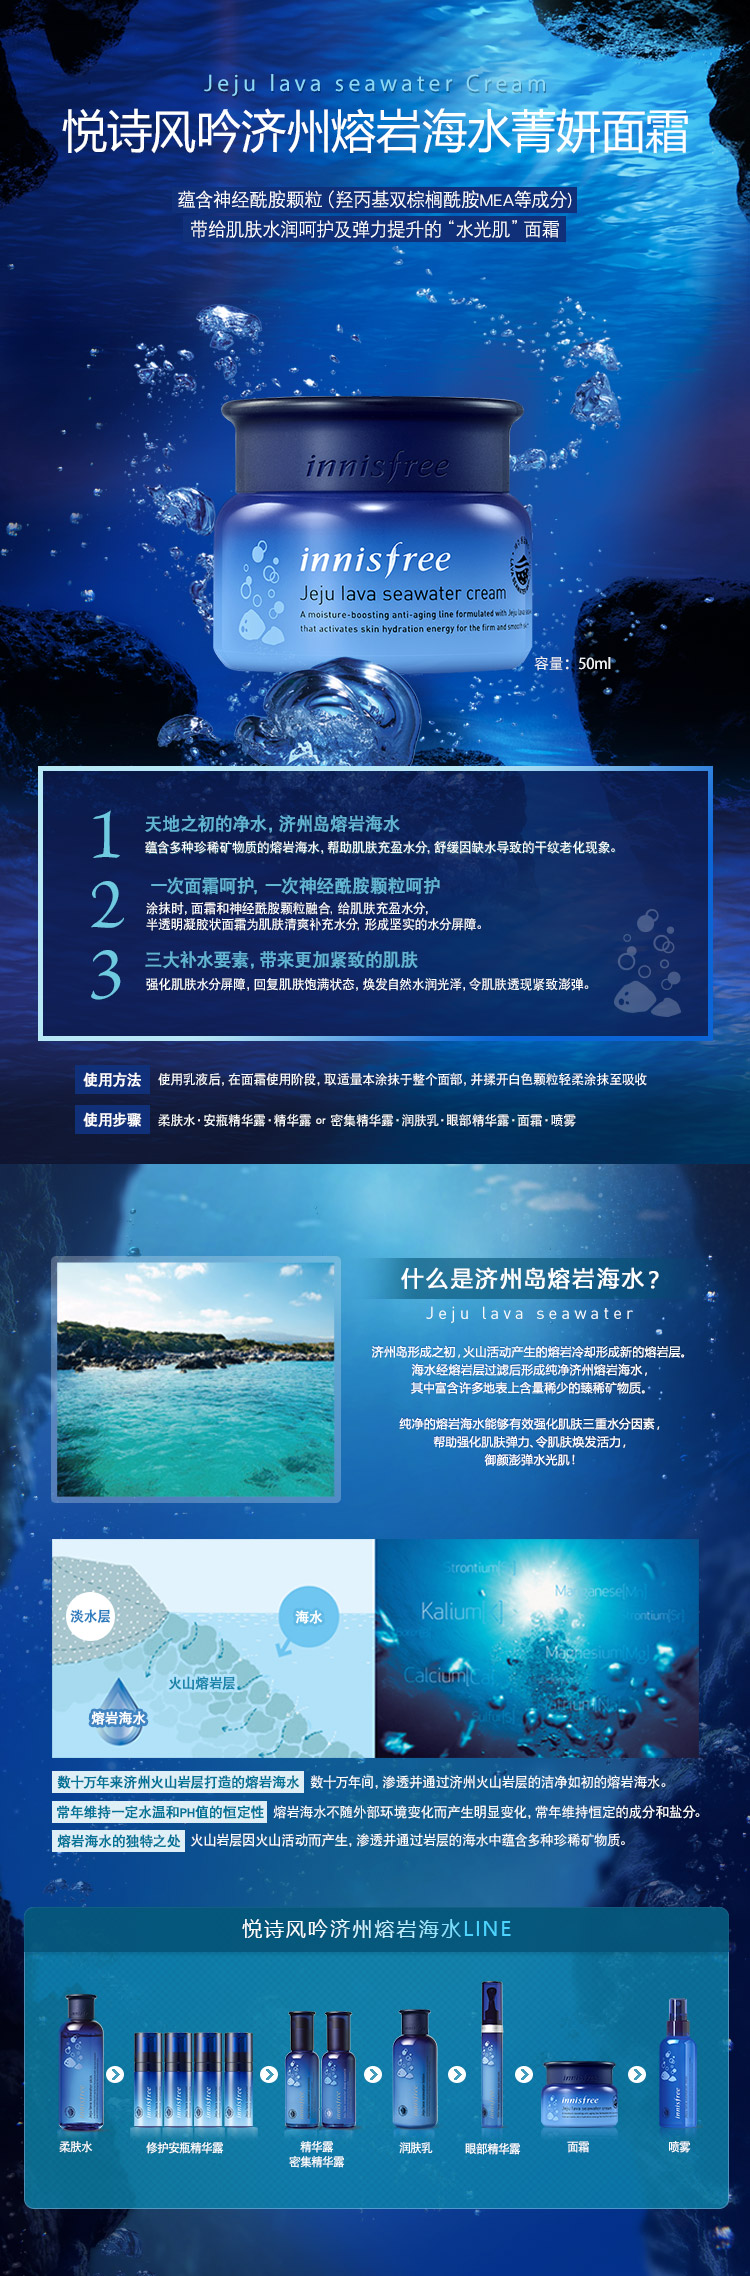 Jeju lava seawater Cream
悦诗风吟济州熔岩海水菁妍面霜
蕴含神经酰胺颗粒（羟丙基双棕榈酰胺MEA等成分）
带给肌肤水润呵护及弹力提升的“水光肌”面霜
innisfree
innisfree
Jeju lava seawater cream
A moisture-boosting anti-aging line formulated with Jeju lava
that activates skin hydration energy for the firm and smooth
容量：50ml
1 天地之初的净水, 济州岛熔岩海水
蕴含多种珍稀矿物质的熔岩海水, 帮助肌肤充盈水分, 舒缓因缺水导致的干纹老化现象。
2 一次面霜呵护, 一次神经酰胺颗粒呵护
涂抹时, 面霜和神经酰胺颗粒融合, 给肌肤充盈水分,
半透明凝胶状面霜为肌肤清爽补充水分, 形成坚实的水分屏障。
3 三大补水要素, 带来更加紧致的肌肤
强化肌肤水分屏障, 回复肌肤饱满状态, 焕发自然水润光泽, 令肌肤透现紧致澎弹。
使用方法 使用乳液后, 在面霜使用阶段, 取适量本涂抹于整个面部, 并揉开白色颗粒轻柔涂抹至吸收
使用步骤 柔肤水·安瓶精华露·精华露 or 密集精华露·润肤乳·眼部精华露·面霜·喷雾
什么是济州岛熔岩海水？
Jeju lava seawater
济州岛形成之初, 火山活动产生的熔岩冷却形成新的熔岩层。
海水经熔岩层过滤后形成纯净济州熔岩海水,
其中富含许多地表上含量稀少的臻稀矿物质。
纯净的熔岩海水能够有效强化肌肤三重水分因素,
帮助强化肌肤弹力、令肌肤焕发活力,
御颜澎弹水光肌！
淡水层
海水
火山熔岩层
熔岩海水
Strontium
Manganese[Mn]
Kalium[K]
rontium[Sr]
Magnesium[Mg]
Calcium
数十万年来济州火山岩层打造的熔岩海水 数十万年间, 渗透并通过济州火山岩层的洁净如初的熔岩海水。
常年维持一定水温和PH值的恒定性 熔岩海水不随外部环境变化而产生明显变化, 常年维持恒定的成分和盐分。
熔岩海水的独特之处 火山岩层因火山活动而产生, 渗透并通过岩层的海水中蕴含多种珍稀矿物质。
悦诗风吟济州熔岩海水LINE
柔肤水
修护安瓶精华露
精华露
密集精华露
润肤乳
眼部精华露
面霜
喷雾